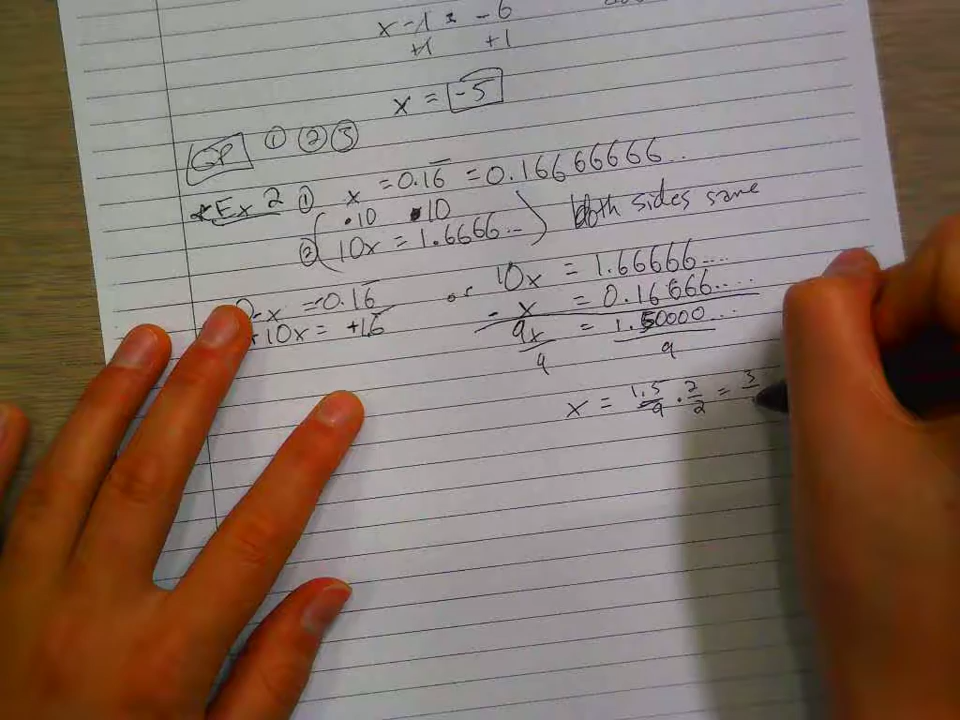 x - 1 = -6
+1 +1
x = -5
GP ① ② ③
*Ex 2 ① x = 0.16̅ = 0.16666666..
·10 ·10
② (10x = 1.6666...) both sides same
-x = -0.16̅
+10x = +1.6̅
or 10x = 1.66666....
- x = 0.16666....
9x = 1.50000...
9 9
x = 1.5/9 · 2/2 = 3/